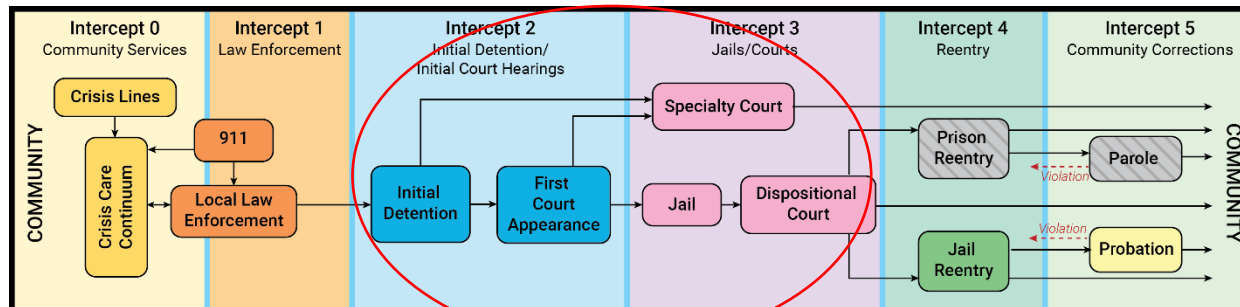 Intercept 0
Community Services
Intercept 1
Law Enforcement
Intercept 2
Initial Detention/
Initial Court Hearings
Intercept 3
Jails/Courts
Intercept 4
Reentry
Intercept 5
Community Corrections
COMMUNITY
Crisis Lines
Crisis Care
Continuum
911
Local Law
Enforcement
Initial
Detention
First
Court
Appearance
Specialty Court
Jail
Dispositional
Court
Prison
Reentry
Parole
Violation
Jail
Reentry
Violation
Probation
COMMUNITY